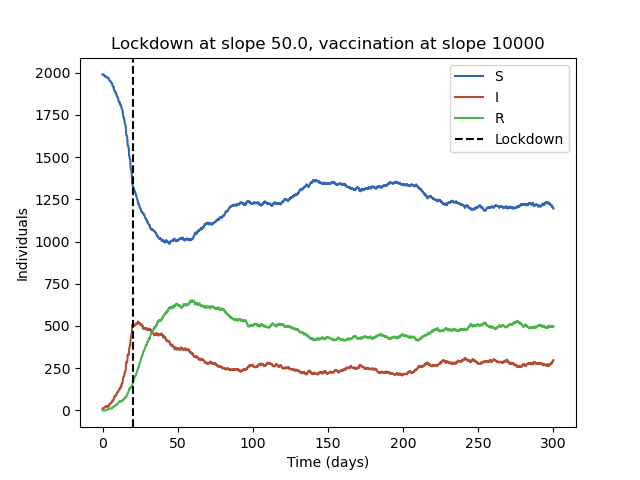 Lockdown at slope 50.0, vaccination at slope 10000
S
I
R
Lockdown
Individuals
2000
1750
1500
1250
1000
750
500
250
0
0 50 100 150 200 250 300
Time (days)